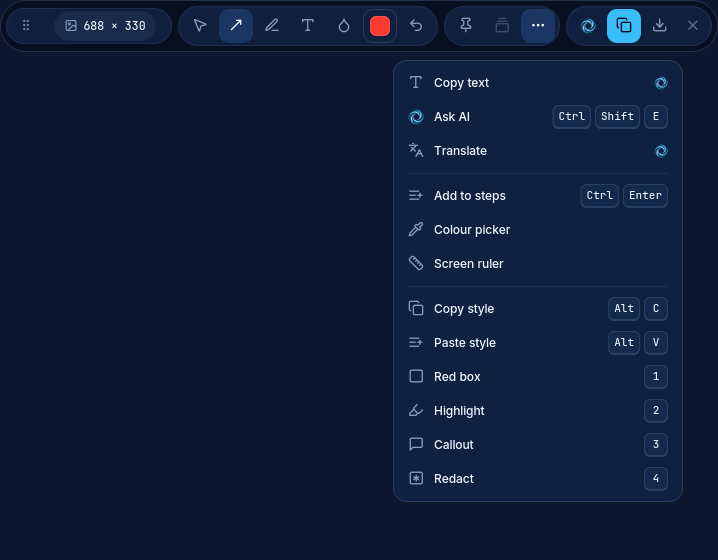 688 × 330
Copy text
Ask AI Ctrl Shift E
Translate
Add to steps Ctrl Enter
Colour picker
Screen ruler
Copy style Alt C
Paste style Alt V
Red box 1
Highlight 2
Callout 3
Redact 4